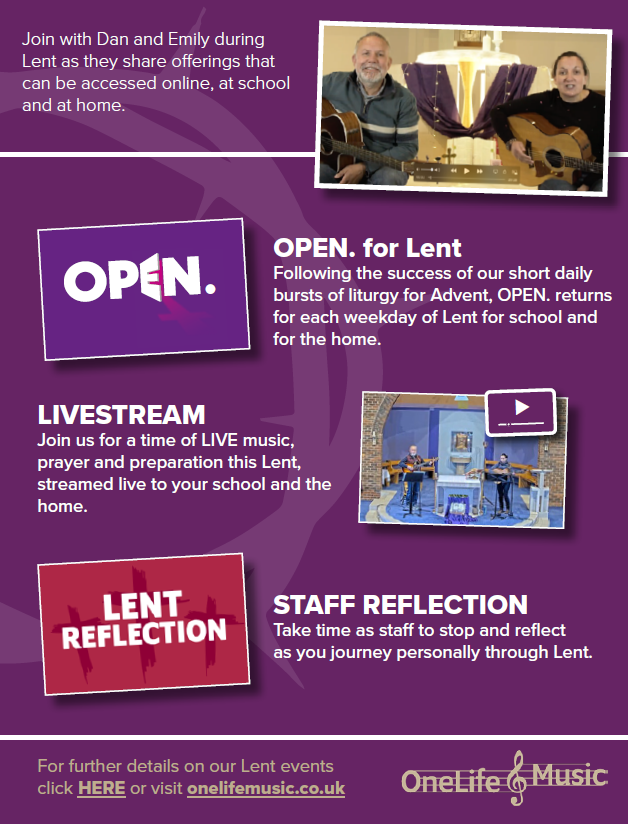 Join with Dan and Emily during
Lent as they share offerings that
can be accessed online, at school
and at home.
OPEN.
OPEN. for Lent
Following the success of our short daily
bursts of liturgy for Advent, OPEN. returns
for each weekday of Lent for school and
for the home.
LIVESTREAM
Join us for a time of LIVE music,
prayer and preparation this Lent,
streamed live to your school and the
home.
LENT
REFLECTION
STAFF REFLECTION
Take time as staff to stop and reflect
as you journey personally through Lent.
For further details on our Lent events
click HERE or visit onelifemusic.co.uk
OneLife Music